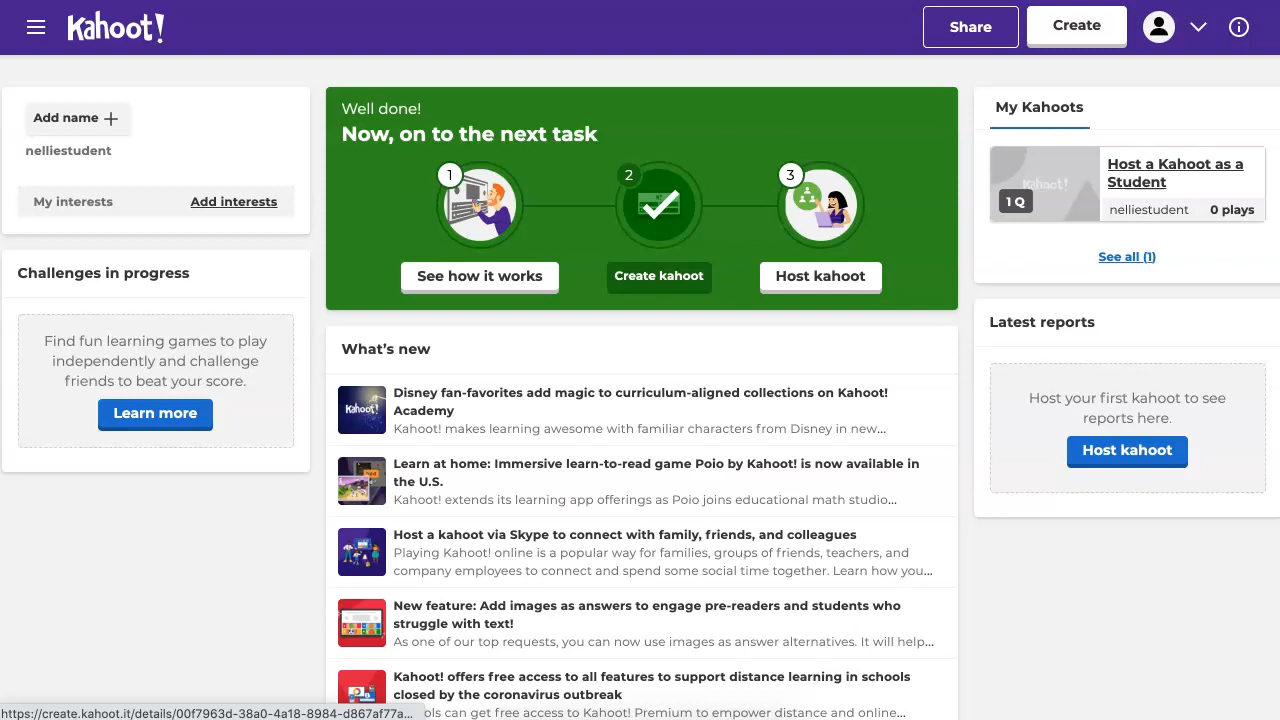 Kahoot!
Share
Create
Add name
nelliestudent
My interests
Add interests
Challenges in progress
Find fun learning games to play
independently and challenge
friends to beat your score.
Learn more
Well done!
Now, on to the next task
1
2
3
See how it works
Create kahoot
Host kahoot
What's new
Kahoot!
Disney fan-favorites add magic to curriculum-aligned collections on Kahoot!
Academy
Kahoot! makes learning awesome with familiar characters from Disney in new...
Learn at home: Immersive learn-to-read game Poio by Kahoot! is now available in
the U.S.
Kahoot! extends its learning app offerings as Poio joins educational math studio...
Host a kahoot via Skype to connect with family, friends, and colleagues
Playing Kahoot! online is a popular way for families, groups of friends, teachers, and
company employees to connect and spend some social time together. Learn how you...
New feature: Add images as answers to engage pre-readers and students who
struggle with text!
As one of our top requests, you can now use images as answer alternatives. It will help...
Kahoot! offers free access to all features to support distance learning in schools
closed by the coronavirus outbreak
ols can get free access to Kahoot! Premium to empower distance and online...
My Kahoots
Kahoot!
1 Q
Host a Kahoot as a
Student
nelliestudent 0 plays
See all (1)
Latest reports
Host your first kahoot to see
reports here.
Host kahoot
https://create.kahoot.it/details/00f7963d-38a0-4a18-8984-d867af77a...